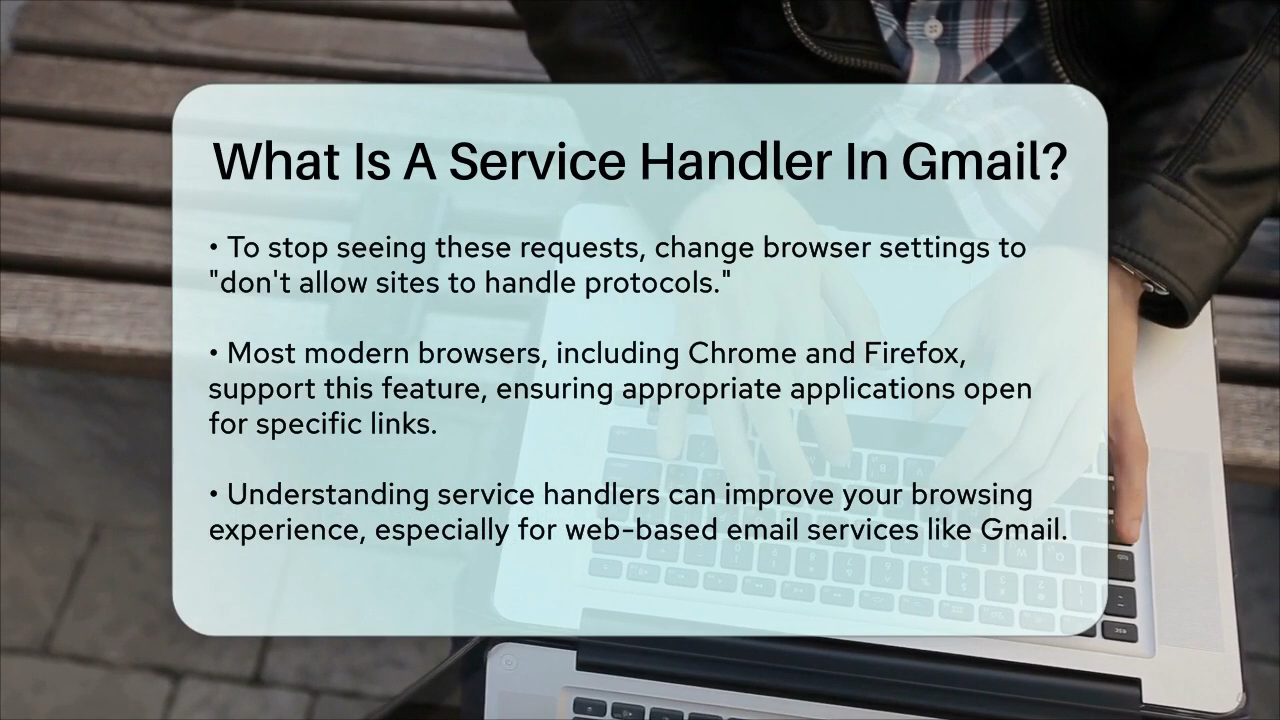 What Is A Service Handler In Gmail?
• To stop seeing these requests, change browser settings to
"don't allow sites to handle protocols."
• Most modern browsers, including Chrome and Firefox,
support this feature, ensuring appropriate applications open
for specific links.
• Understanding service handlers can improve your browsing
experience, especially for web-based email services like Gmail.